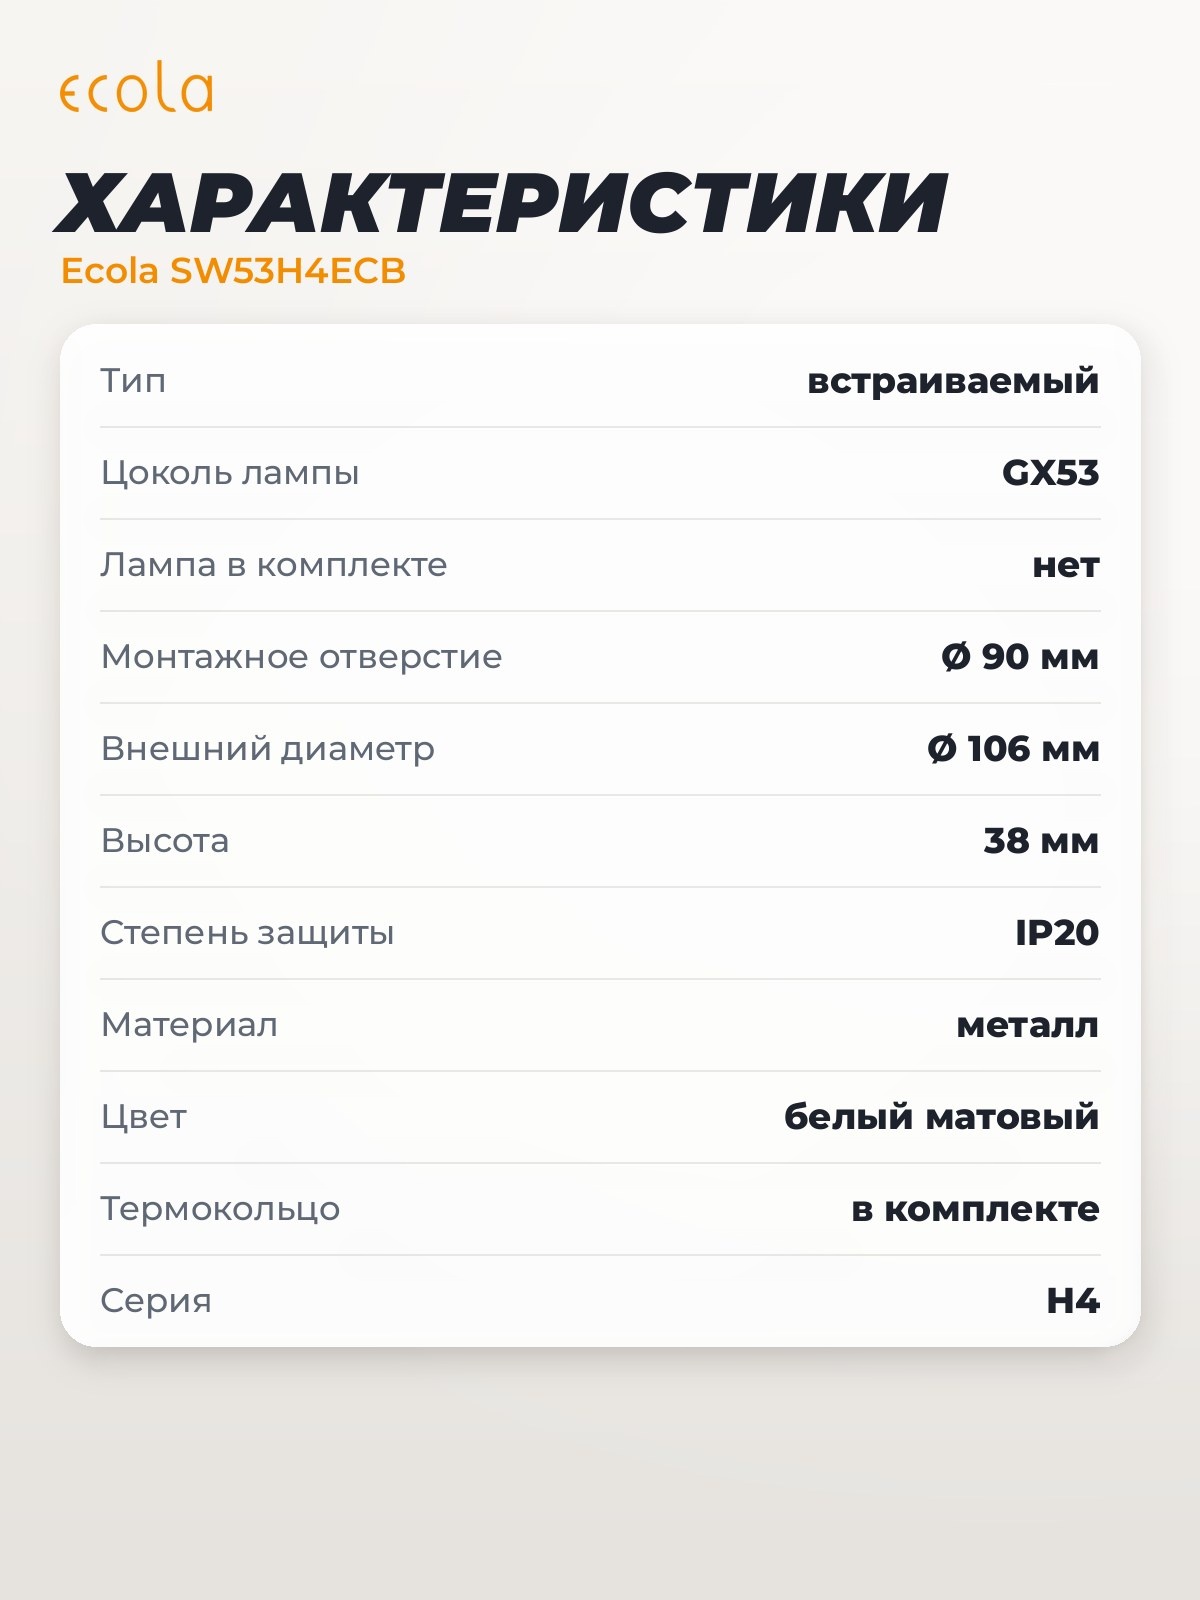 ecola
ХАРАКТЕРИСТИКИ
Ecola SW53H4ECB
Тип встраиваемый
Цоколь лампы GX53
Лампа в комплекте нет
Монтажное отверстие Ø 90 мм
Внешний диаметр Ø 106 мм
Высота 38 мм
Степень защиты IP20
Материал металл
Цвет белый матовый
Термокольцо в комплекте
Серия H4